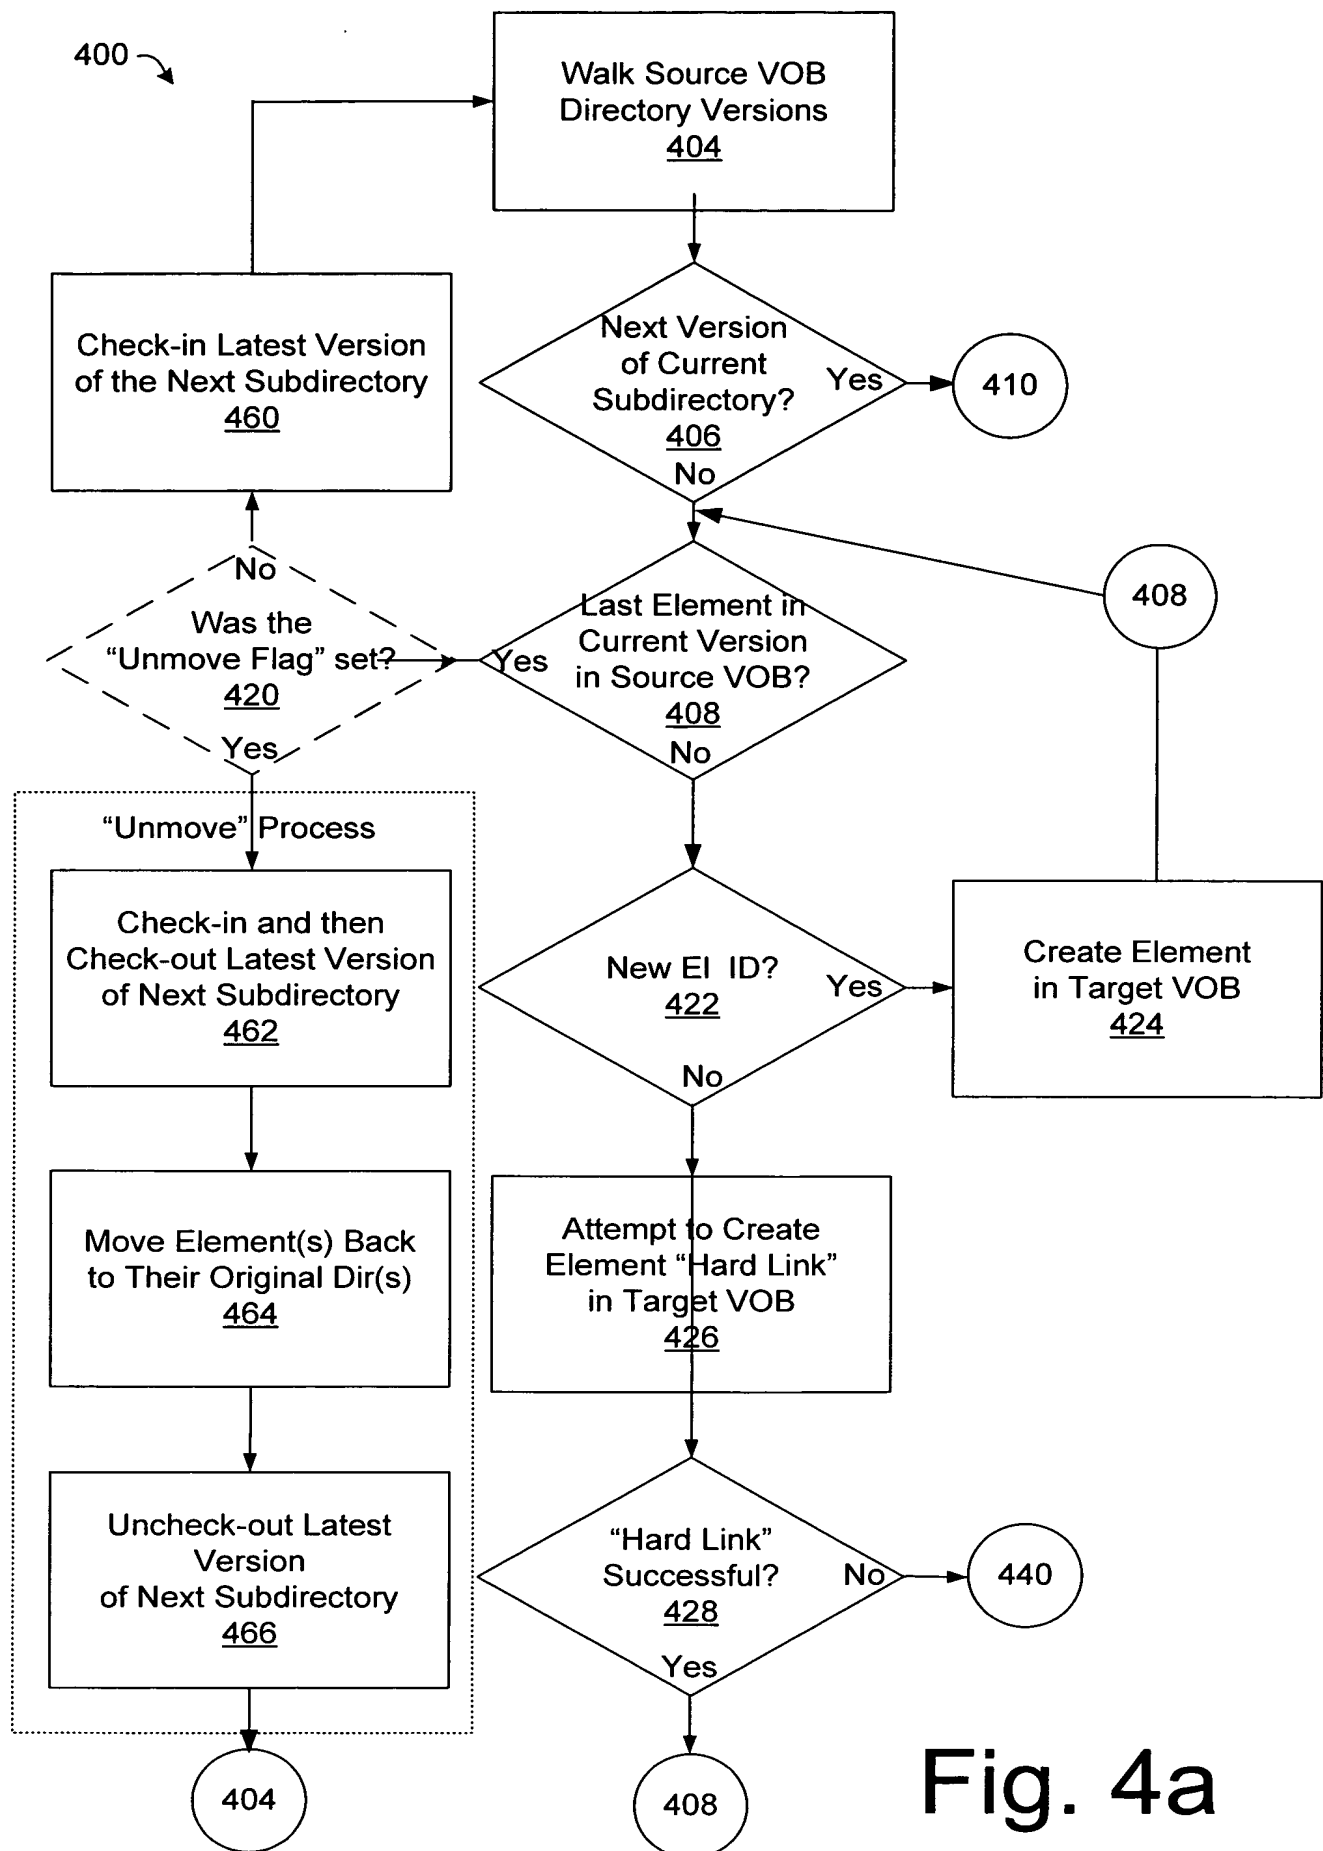 400
Walk Source VOB
Directory Versions
404
Check-in Latest Version
of the Next Subdirectory
460
Next Version
of Current
Subdirectory?
406
Yes
No
410
No
Was the
“Unmove Flag” set?
420
Yes
Last Element in
Current Version
in Source VOB?
408
Yes
No
408
“Unmove” Process
Check-in and then
Check-out Latest Version
of Next Subdirectory
462
New EI ID?
422
Yes
No
Create Element
in Target VOB
424
Move Element(s) Back
to Their Original Dir(s)
464
Attempt to Create
Element “Hard Link”
in Target VOB
426
Uncheck-out Latest
Version
of Next Subdirectory
466
“Hard Link”
Successful?
428
No
Yes
440
404
408
Fig. 4a